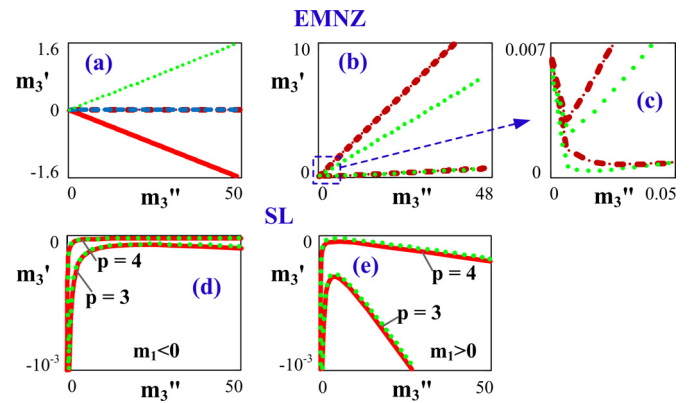 EMNZ
1.6
m₃'
0
-1.6
(a)
0
50
m₃''
10
(b)
0
0
48
m₃''
0.007
(c)
0
0
0.05
m₃''
SL
0
m₃'
-10⁻³
p = 4
(d)
p = 3
m₁<0
0
50
m₃''
0
m₃'
-10⁻³
(e)
p = 4
p = 3
m₁>0
0
50
m₃''